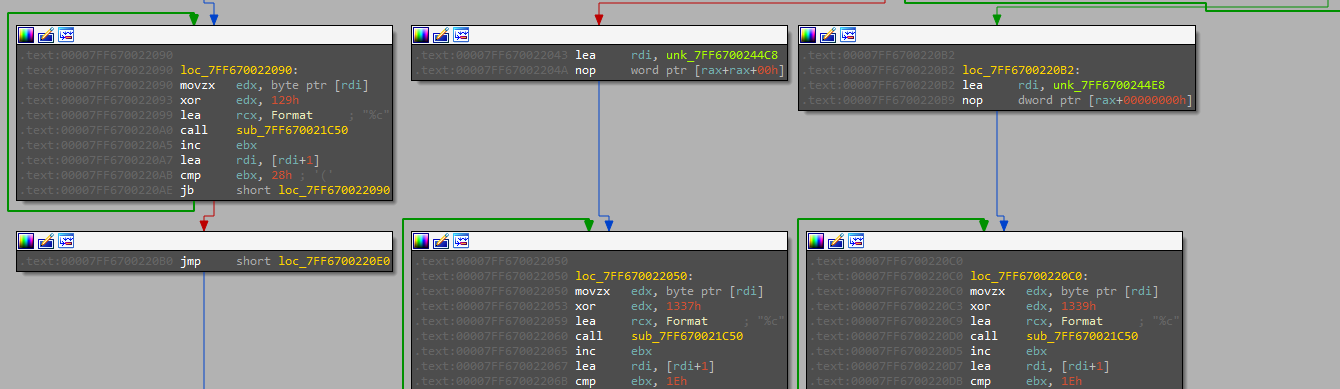 .text:00007FF670022090
.text:00007FF670022090 loc_7FF670022090:
.text:00007FF670022090 movzx edx, byte ptr [rdi]
.text:00007FF670022093 xor edx, 129h
.text:00007FF670022099 lea rcx, Format ; "%c"
.text:00007FF6700220A0 call sub_7FF670021C50
.text:00007FF6700220A5 inc ebx
.text:00007FF6700220A7 lea rdi, [rdi+1]
.text:00007FF6700220AB cmp ebx, 28h ; '('
.text:00007FF6700220AE jb short loc_7FF670022090
.text:00007FF6700220B0 jmp short loc_7FF6700220E0
.text:00007FF670022043 lea rdi, unk_7FF6700244C8
.text:00007FF67002204A nop word ptr [rax+rax+00h]
.text:00007FF670022050
.text:00007FF670022050 loc_7FF670022050:
.text:00007FF670022050 movzx edx, byte ptr [rdi]
.text:00007FF670022053 xor edx, 1337h
.text:00007FF670022059 lea rcx, Format ; "%c"
.text:00007FF670022060 call sub_7FF670021C50
.text:00007FF670022065 inc ebx
.text:00007FF670022067 lea rdi, [rdi+1]
.text:00007FF67002206B cmp ebx, 1Eh
.text:00007FF6700220B2
.text:00007FF6700220B2 loc_7FF6700220B2:
.text:00007FF6700220B2 lea rdi, unk_7FF6700244E8
.text:00007FF6700220B9 nop dword ptr [rax+00000000h]
.text:00007FF6700220C0
.text:00007FF6700220C0 loc_7FF6700220C0:
.text:00007FF6700220C0 movzx edx, byte ptr [rdi]
.text:00007FF6700220C3 xor edx, 1339h
.text:00007FF6700220C9 lea rcx, Format ; "%c"
.text:00007FF6700220D0 call sub_7FF670021C50
.text:00007FF6700220D5 inc ebx
.text:00007FF6700220D7 lea rdi, [rdi+1]
.text:00007FF6700220DB cmp ebx, 1Eh